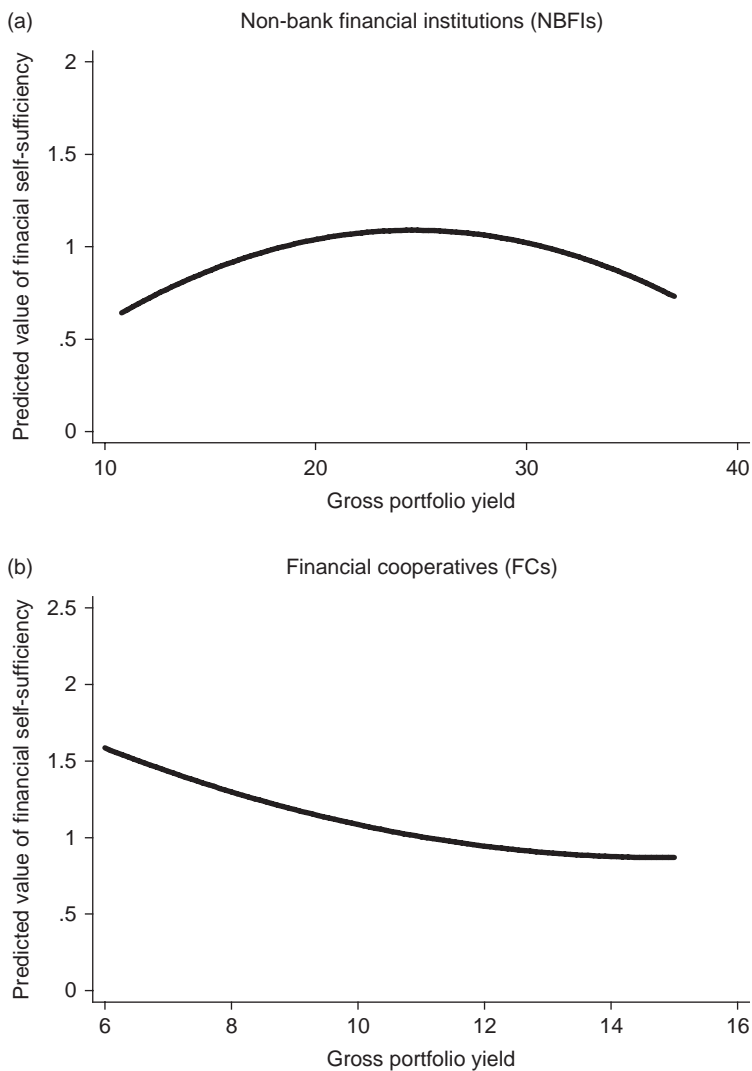 (a)
Non-bank financial institutions (NBFIs)
Predicted value of finacial self-sufficiency
2
1.5
1
.5
0
10
20
30
40
Gross portfolio yield
(b)
Financial cooperatives (FCs)
Predicted value of financial self-sufficiency
2.5
2
1.5
1
.5
0
6
8
10
12
14
16
Gross portfolio yield